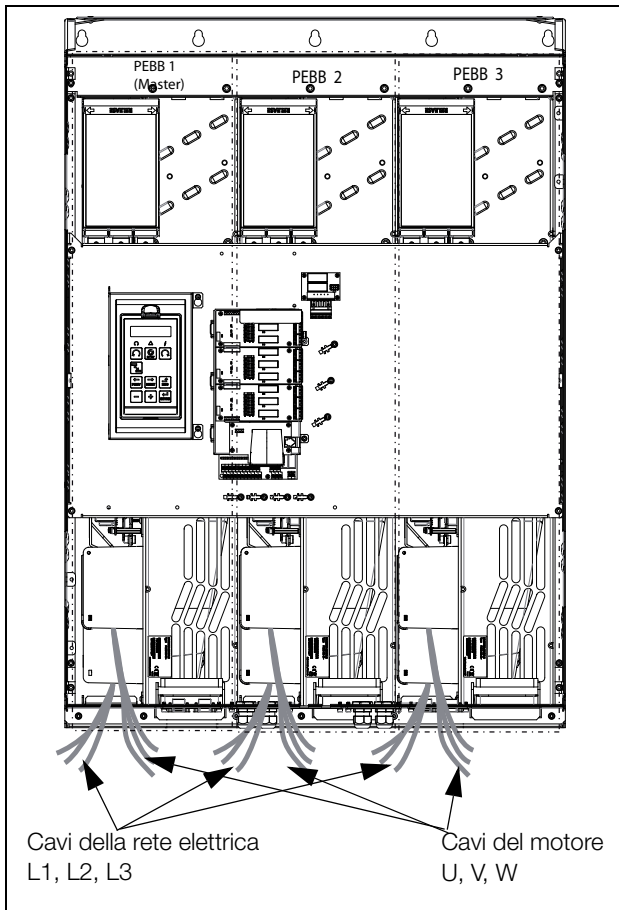 PEBB 1
(Master)
PEBB 2
PEBB 3
Cavi della rete elettrica
L1, L2, L3
Cavi del motore
U, V, W